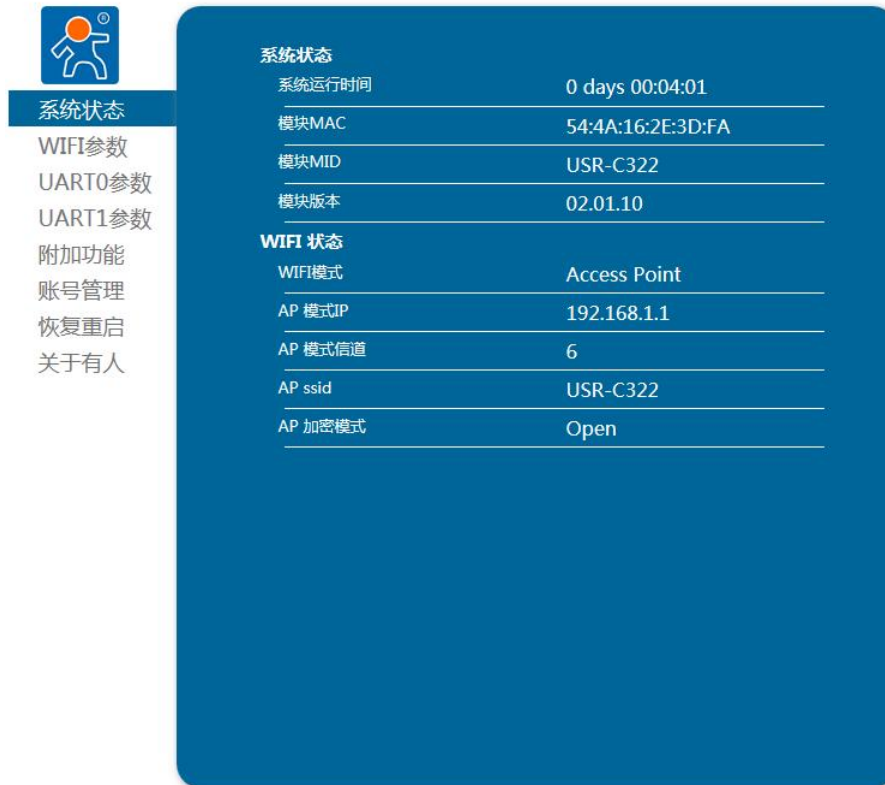 ®
系统状态
WIFI参数
UART0参数
UART1参数
附加功能
账号管理
恢复重启
关于有人
系统状态
系统运行时间 0 days 00:04:01
模块MAC 54:4A:16:2E:3D:FA
模块MID USR-C322
模块版本 02.01.10
WIFI 状态
WIFI模式 Access Point
AP 模式IP 192.168.1.1
AP 模式信道 6
AP ssid USR-C322
AP 加密模式 Open